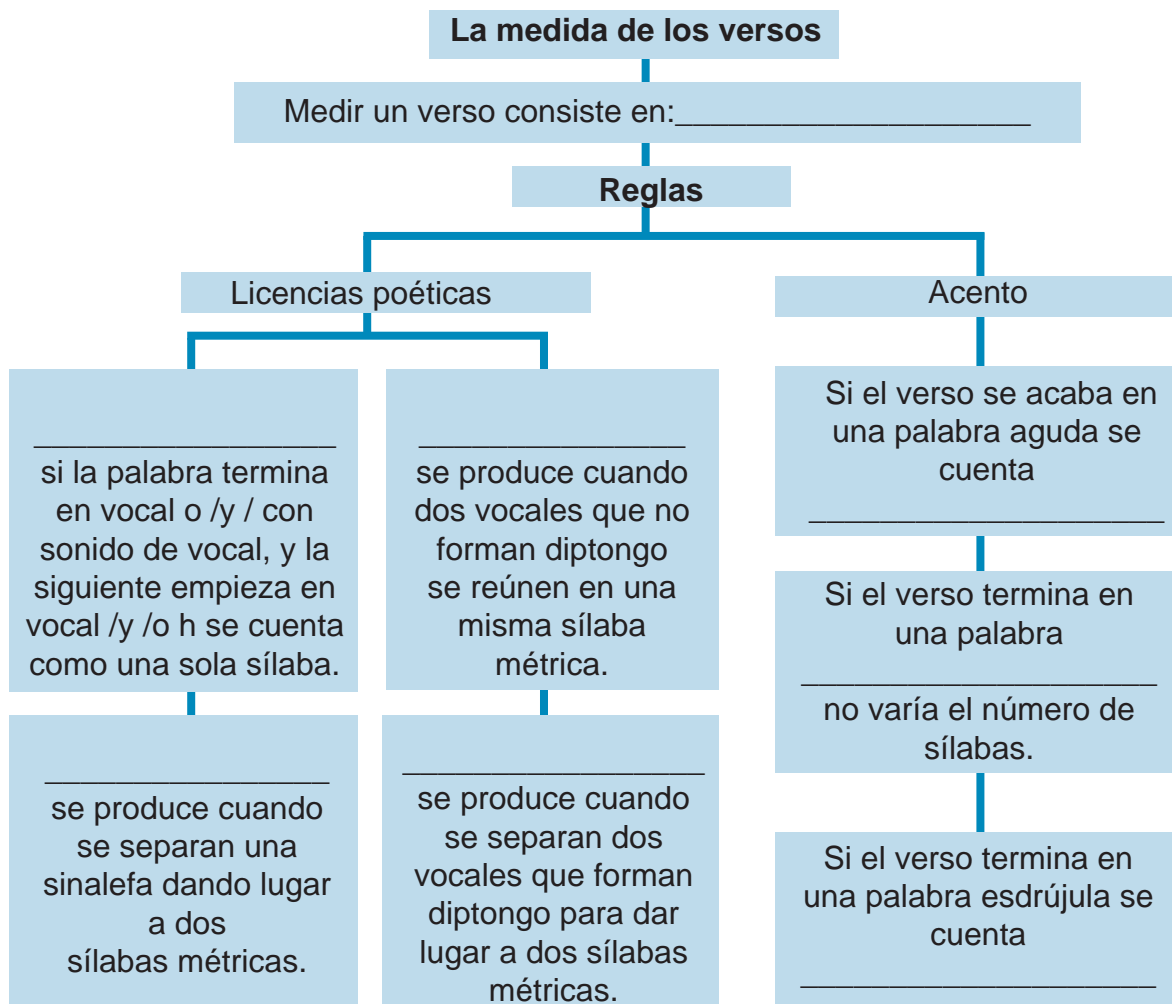 La medida de los versos
Medir un verso consiste en:____________________
Reglas
Licencias poéticas
Acento
_________________
si la palabra termina
en vocal o /y / con
sonido de vocal, y la
siguiente empieza en
vocal /y /o h se cuenta
como una sola sílaba.
_______________
se produce cuando
dos vocales que no
forman diptongo
se reúnen en una
misma sílaba
métrica.
Si el verso se acaba en
una palabra aguda se
cuenta
____________________
Si el verso termina en
una palabra
____________________
no varía el número de
sílabas.
________________
se produce cuando
se separan una
sinalefa dando lugar
a dos
sílabas métricas.
_________________
se produce cuando
se separan dos
vocales que forman
diptongo para dar
lugar a dos sílabas
métricas.
Si el verso termina en
una palabra esdrújula se
cuenta
____________________